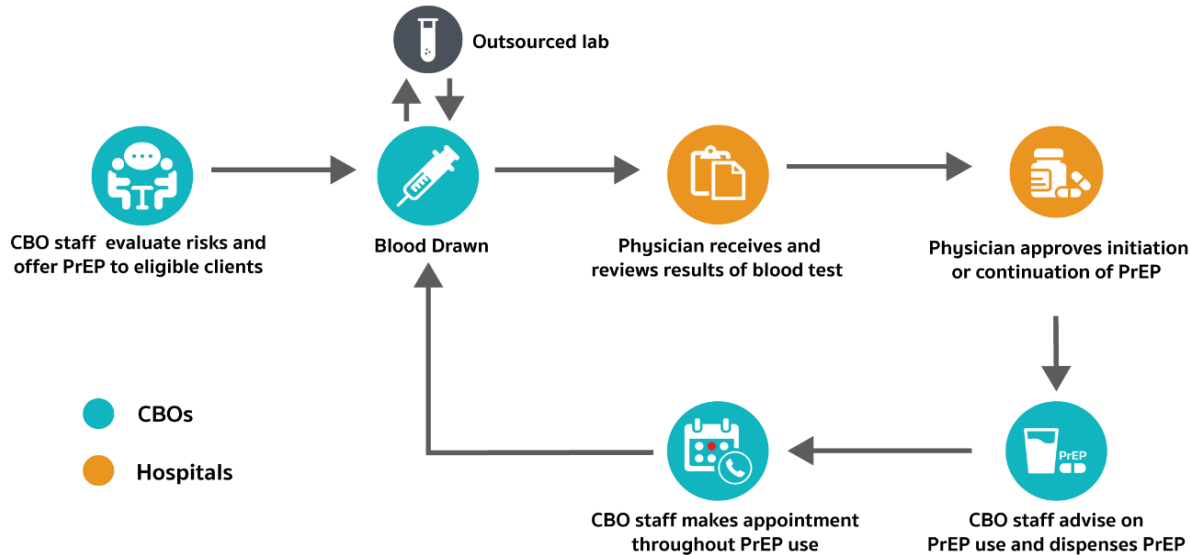 Outsourced lab
CBO staff evaluate risks and
offer PrEP to eligible clients
Blood Drawn
Physician receives and
reviews results of blood test
Physician approves initiation
or continuation of PrEP
CBOs
Hospitals
PrEP
CBO staff makes appointment
throughout PrEP use
CBO staff advise on
PrEP use and dispenses PrEP